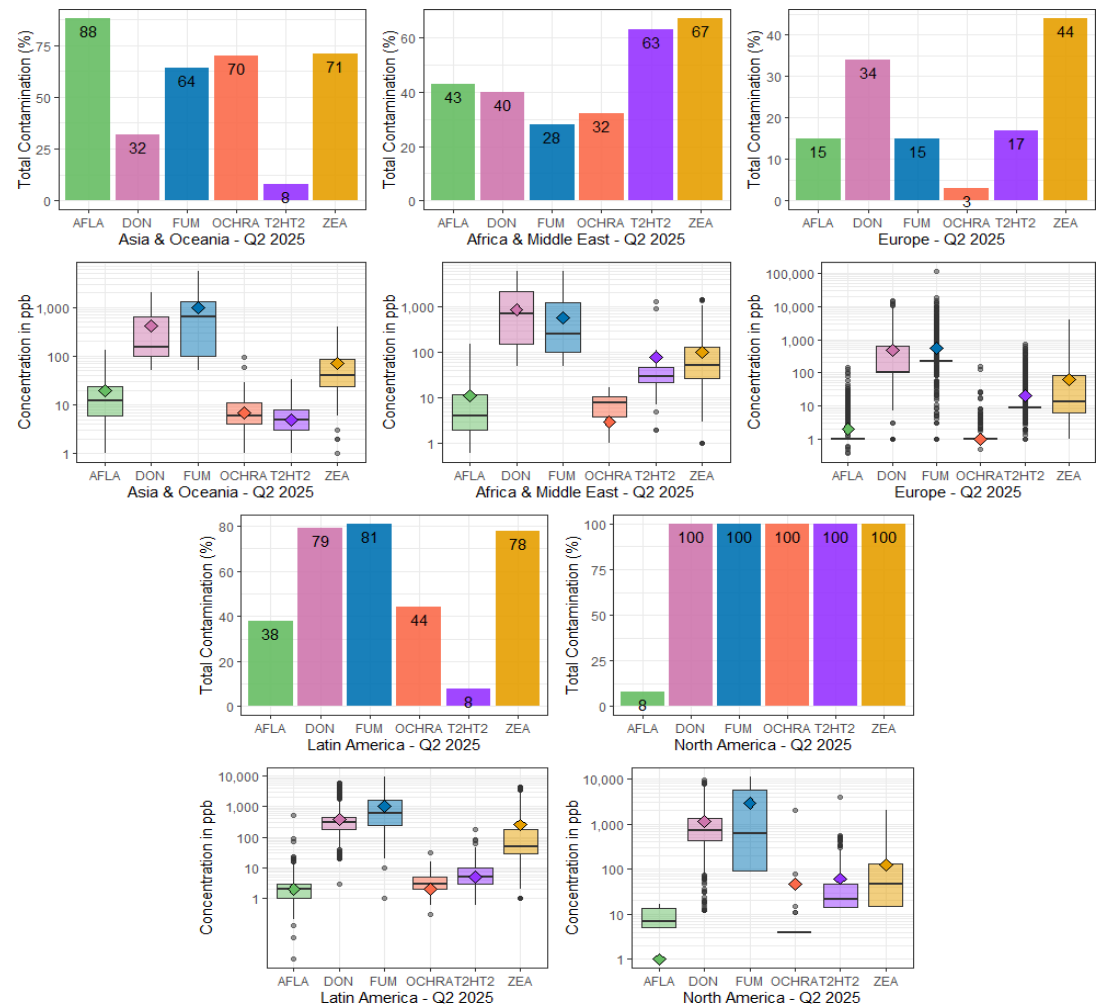 Total Contamination (%)
75
50
25
0
88
32
64
70
8
71
AFLA DON FUM OCHRA T2HT2 ZEA
Asia & Oceania - Q2 2025
Total Contamination (%)
60
40
20
0
43
40
28
32
63
67
AFLA DON FUM OCHRA T2HT2 ZEA
Africa & Middle East - Q2 2025
Total Contamination (%)
40
30
20
10
0
15
34
15
3
17
44
AFLA DON FUM OCHRA T2HT2 ZEA
Europe - Q2 2025
Concentration in ppb
1,000
100
10
1
AFLA DON FUM OCHRA T2HT2 ZEA
Asia & Oceania - Q2 2025
Concentration in ppb
1,000
100
10
1
AFLA DON FUM OCHRA T2HT2 ZEA
Africa & Middle East - Q2 2025
Concentration in ppb
100,000
10,000
1,000
100
10
1
AFLA DON FUM OCHRAT2HT2 ZEA
Europe - Q2 2025
Total Contamination (%)
80
60
40
20
0
38
79
81
44
8
78
AFLA DON FUM OCHRA T2HT2 ZEA
Latin America - Q2 2025
Total Contamination (%)
100
75
50
25
0
8
100
100
100
100
100
AFLA DON FUM OCHRA T2HT2 ZEA
North America - Q2 2025
Concentration in ppb
10,000
1,000
100
10
1
AFLA DON FUM OCHRAT2HT2 ZEA
Latin America - Q2 2025
Concentration in ppb
10,000
1,000
100
10
1
AFLA DON FUM OCHRAT2HT2 ZEA
North America - Q2 2025